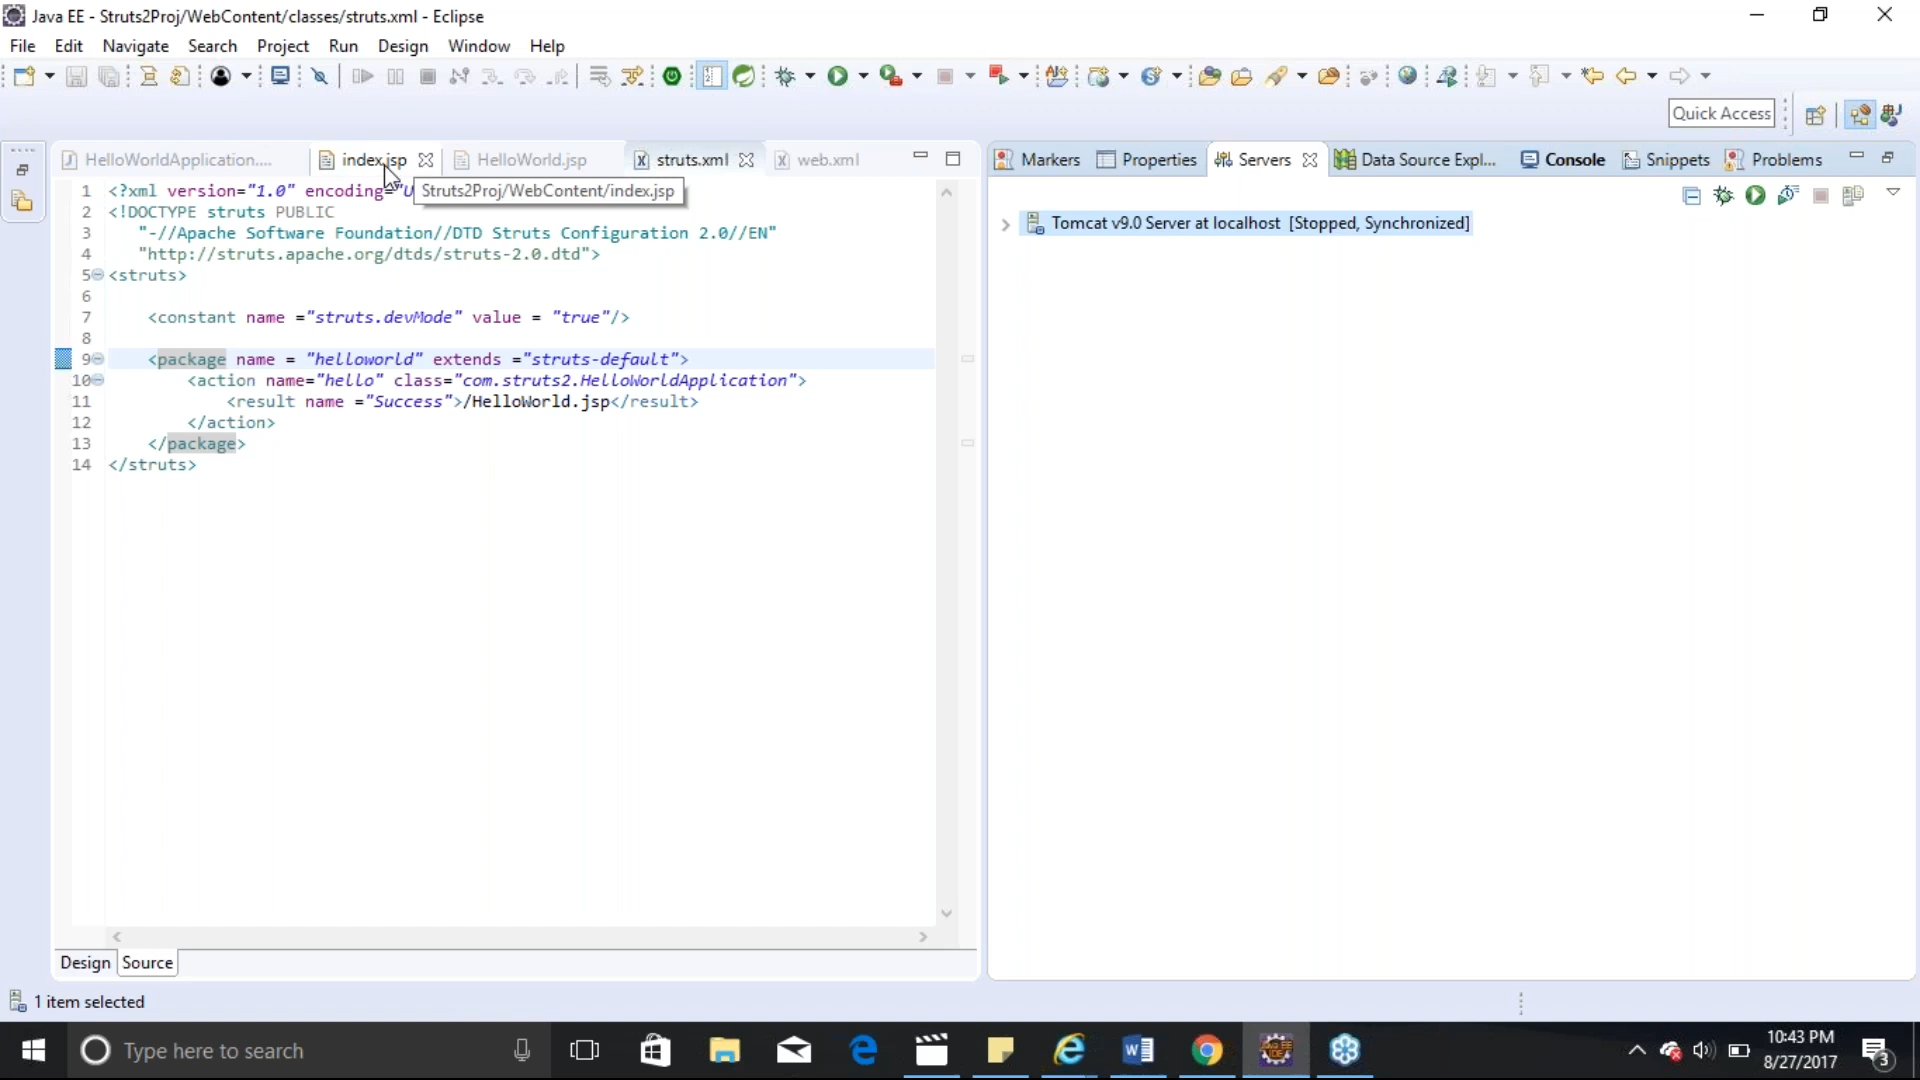 Java EE - Struts2Proj/WebContent/classes/struts.xml - Eclipse
File Edit Navigate Search Project Run Design Window Help
Quick Access
HelloWorldApplication.... index.jsp HelloWorld.jsp struts.xml web.xml
Markers Properties Servers Data Source Expl... Console Snippets Problems
1 <?xml version="1.0" encoding="U
Struts2Proj/WebContent/index.jsp
2 <!DOCTYPE struts PUBLIC
3 "-//Apache Software Foundation//DTD Struts Configuration 2.0//EN"
4 "http://struts.apache.org/dtds/struts-2.0.dtd">
5 <struts>
6
7 <constant name ="struts.devMode" value = "true"/>
8
9 <package name = "helloworld" extends ="struts-default">
10 <action name="hello" class="com.struts2.HelloWorldApplication">
11 <result name ="Success">/HelloWorld.jsp</result>
12 </action>
13 </package>
14 </struts>
Tomcat v9.0 Server at localhost [Stopped, Synchronized]
Design Source
1 item selected
Type here to search
10:43 PM
8/27/2017
3